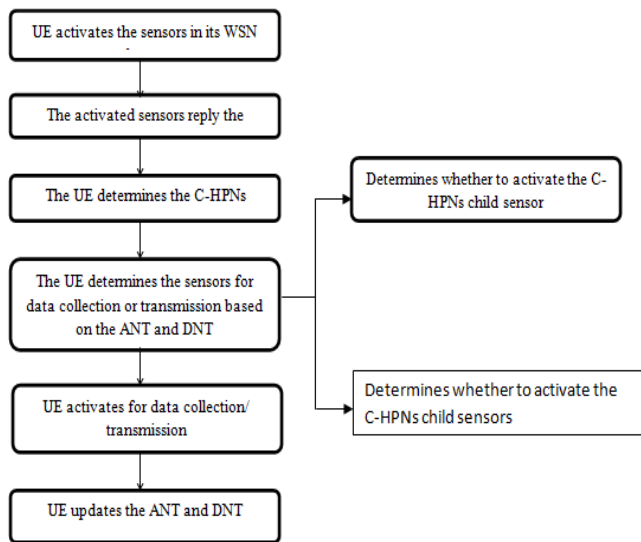 UE activates the sensors in its WSN
The activated sensors reply the
The UE determines the C-HPNs
The UE determines the sensors for
data collection or transmission based
on the ANT and DNT
UE activates for data collection/
transmission
UE updates the ANT and DNT
Determines whether to activate the C-
HPNs child sensor
Determines whether to activate the
C-HPNs child sensors